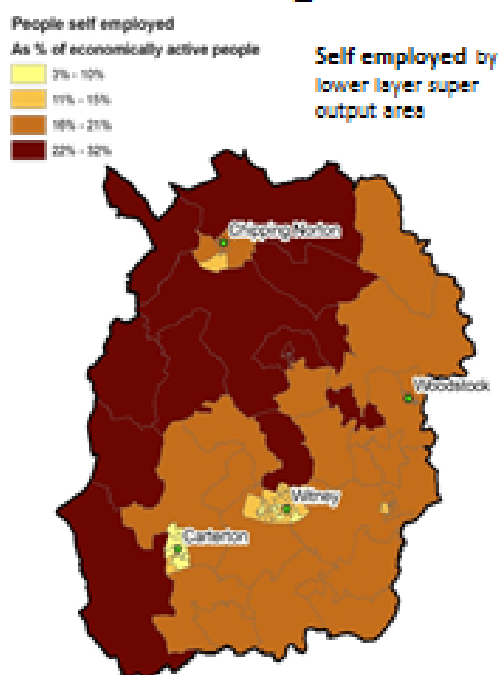 People self employed
As % of economically active people
3% - 10%
11% - 15%
16% - 21%
22% - 32%
Self employed by
lower layer super
output area
Chipping Norton
Woodstock
Witney
Carterton